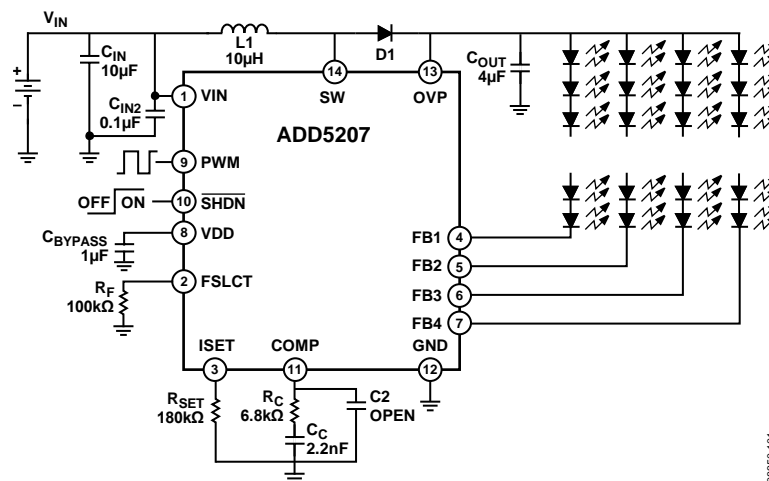 VIN
L1
10µH
D1
CIN
10µF
COUT
4µF
+
–
14
13
SW
OVP
1
VIN
CIN2
0.1µF
ADD5207
9
PWM
OFF
ON
10
SHDN
8
VDD
CBYPASS
1µF
FB1
4
FB2
5
2
FSLCT
RF
100kΩ
FB3
6
FB4
7
ISET
COMP
GND
3
11
12
RSET
180kΩ
RC
6.8kΩ
C2
OPEN
CC
2.2nF